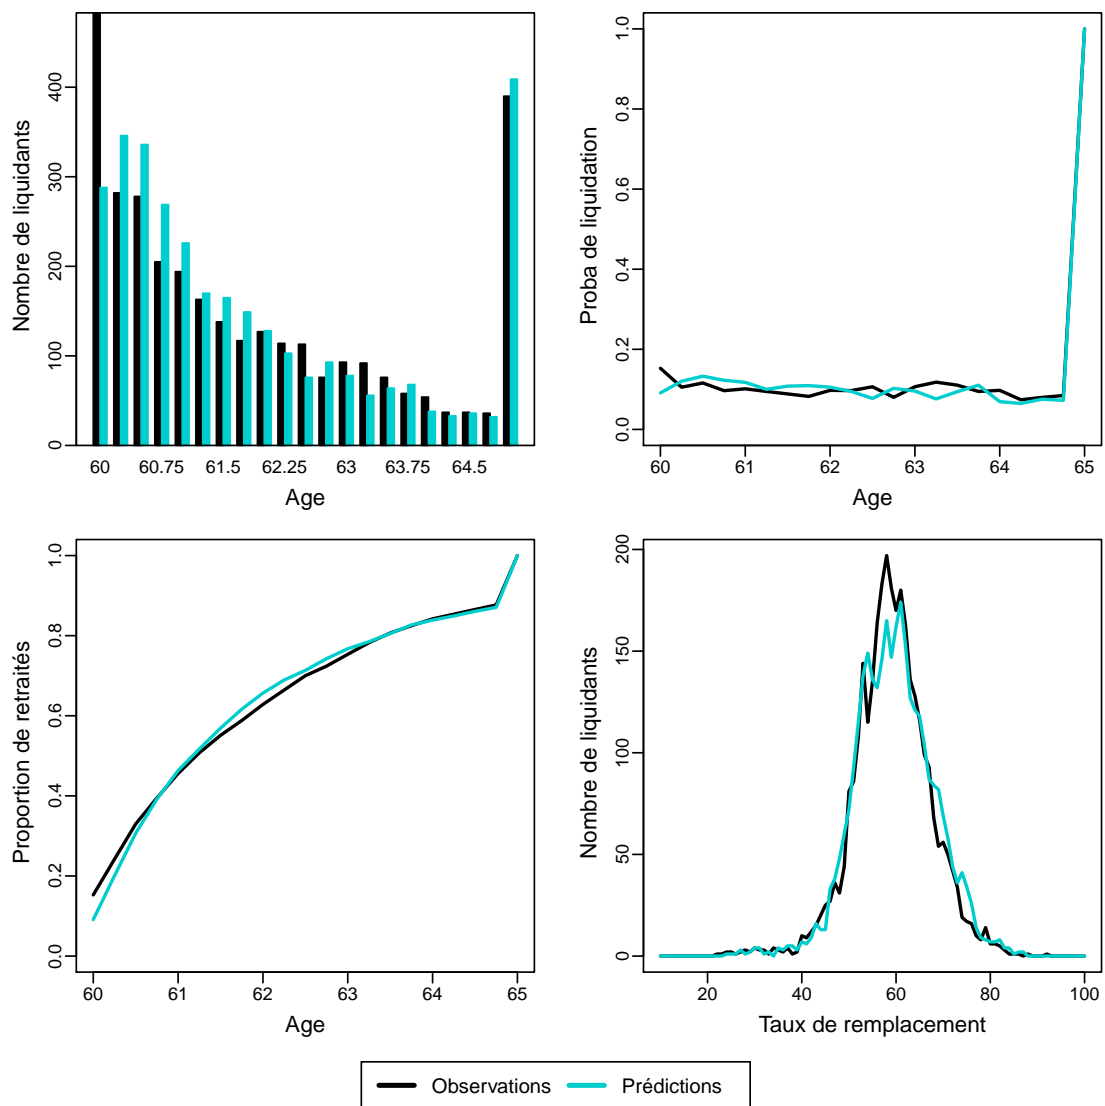 Nombre de liquidants
0 100 200 300 400
60 60.75 61.5 62.25 63 63.75 64.5
Age
Proba de liquidation
0.0 0.2 0.4 0.6 0.8 1.0
60 61 62 63 64 65
Age
Proportion de retraités
0.0 0.2 0.4 0.6 0.8 1.0
60 61 62 63 64 65
Age
Nombre de liquidants
0 50 100 150 200
20 40 60 80 100
Taux de remplacement
Observations Prédictions